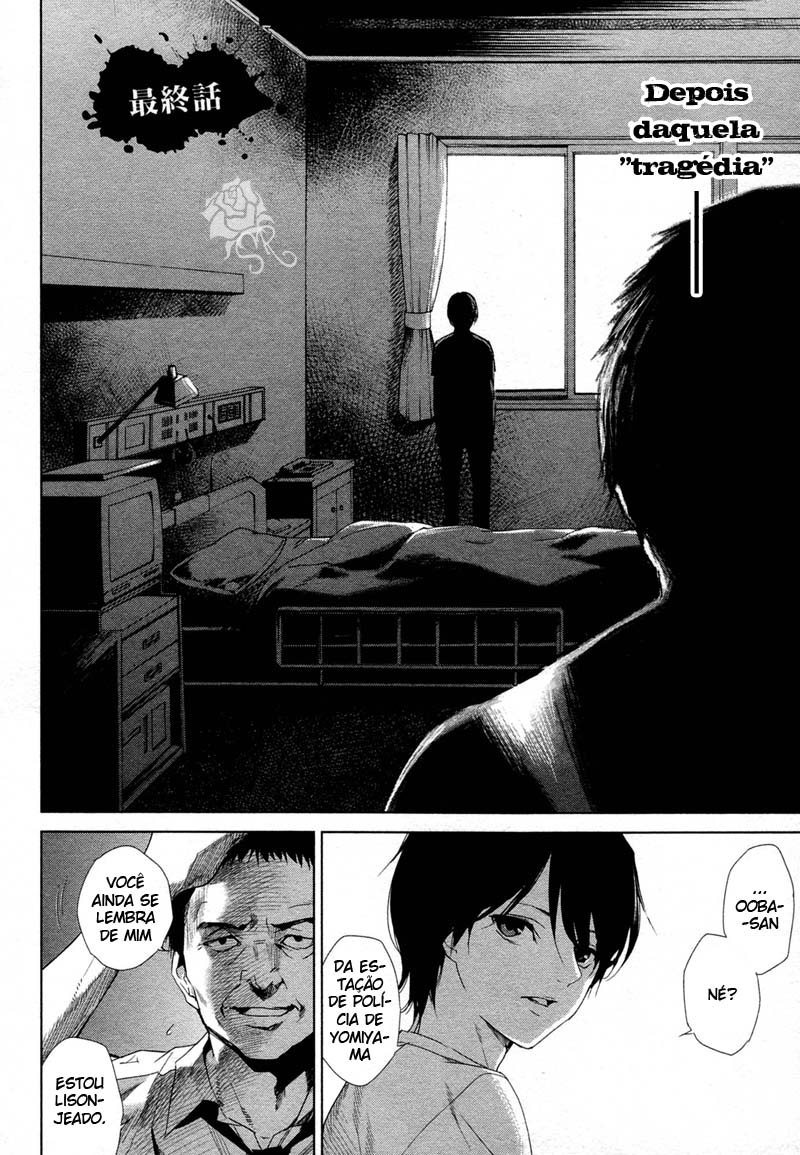 Depois
daquela
"tragédia"
最終話
...
OOBA-
-SAN
NÉ?
DA ES-
TAÇÃO
DE POLÍ-
CIA DE
YOMIYA-
MA
VOCÊ
AINDA SE
LEMBRA
DE MIM
ESTOU
LISON-
JEADO.
SR